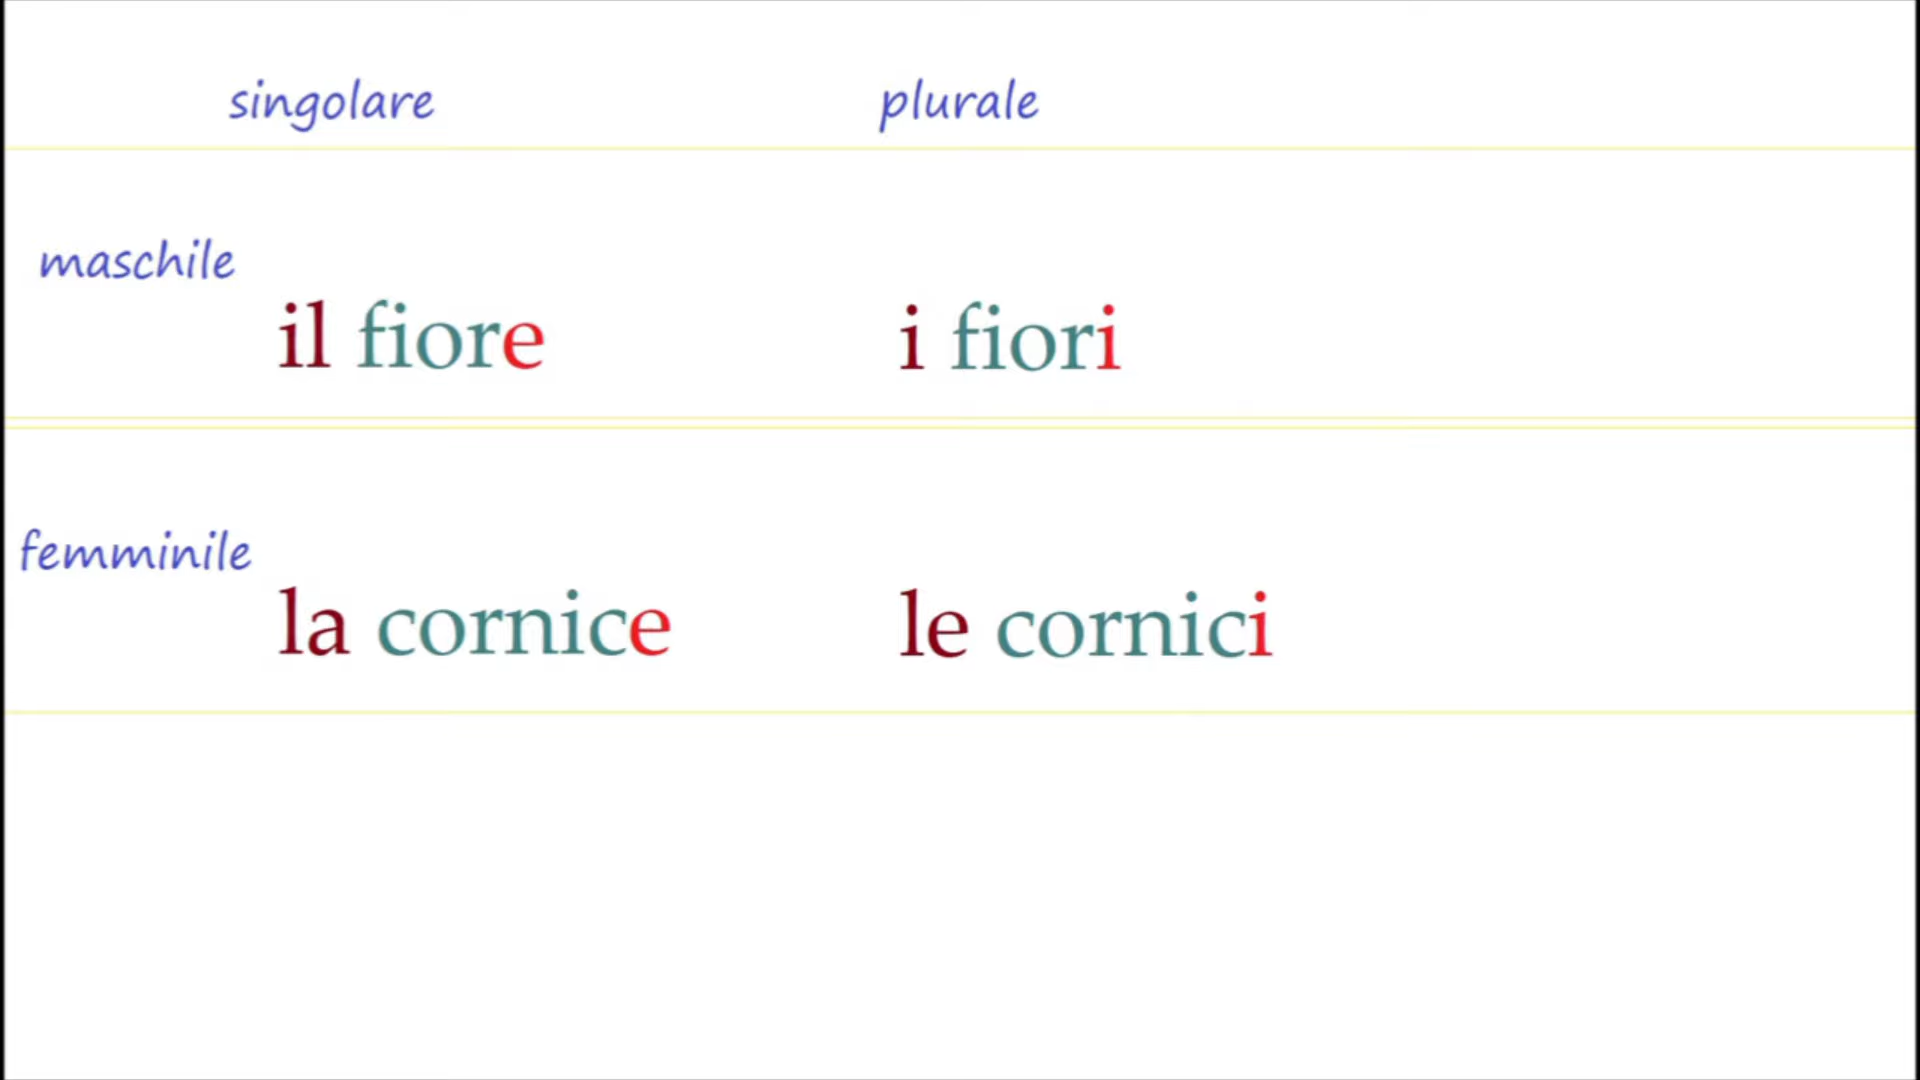 singolare plurale
maschile
il fiore i fiori
femminile
la cornice le cornici